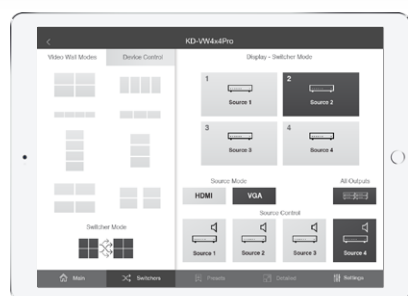 KD-VW4x4Pro
Video Wall Modes
Device Control
Display - Switcher Mode
1
Source 1
2
Source 2
3
Source 3
4
Source 4
Source Mode
All Outputs
HDMI
VGA
Source Control
Source 1
Source 2
Source 3
Source 4
Switcher Mode
Main
Switchers
Presets
Settings